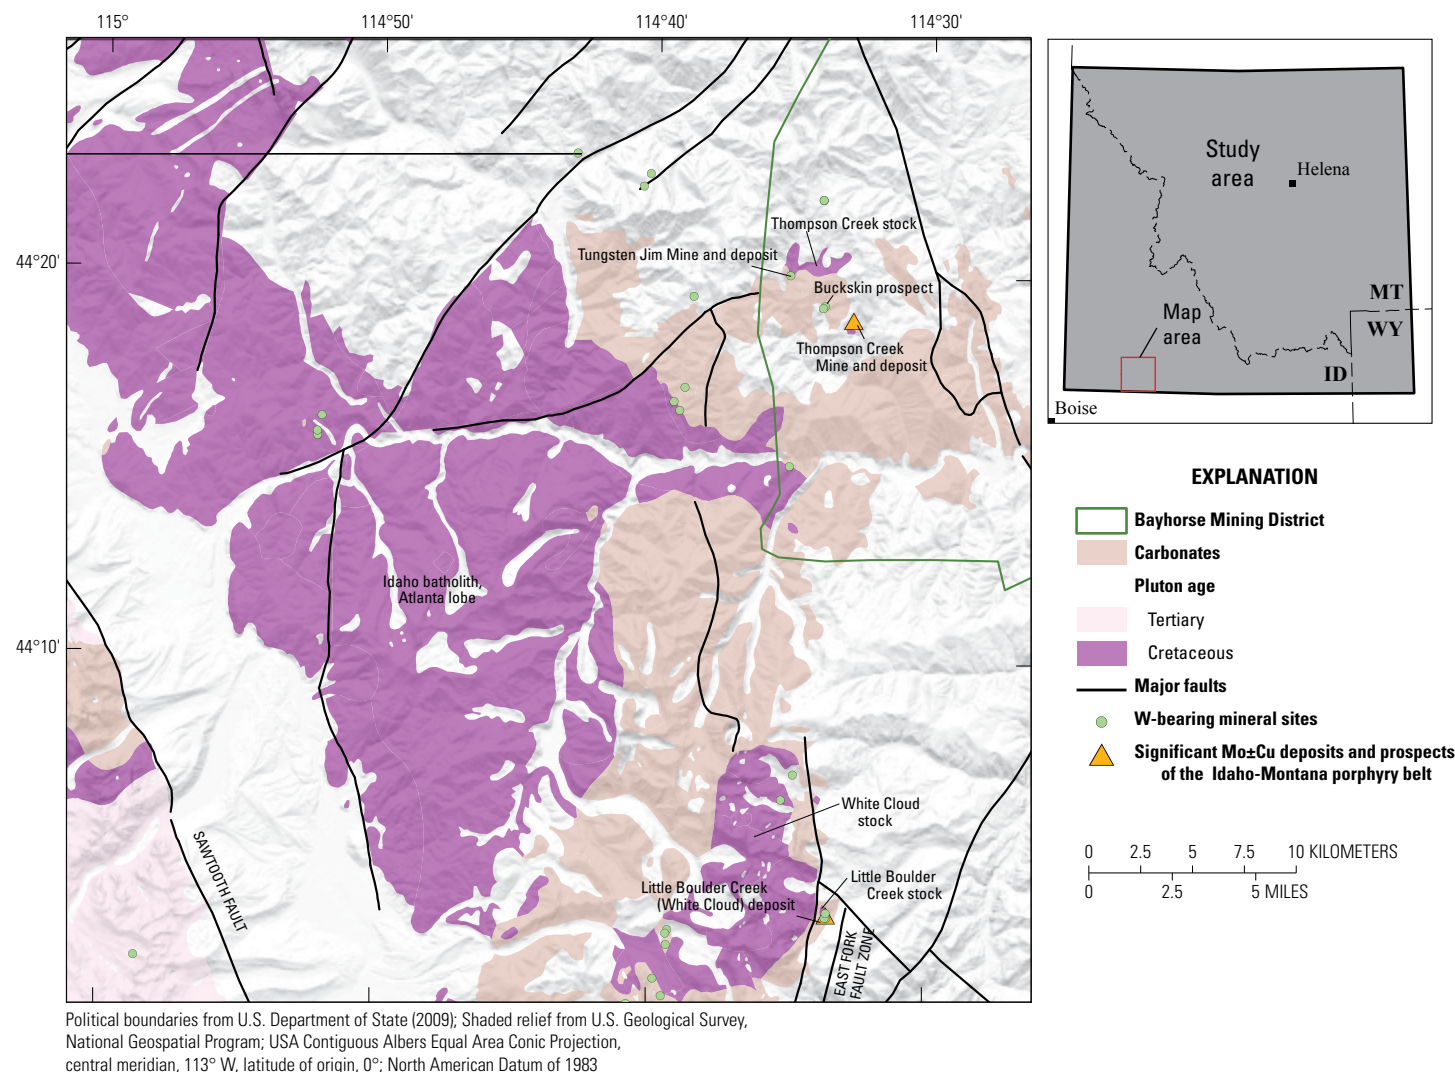 115°
114°50'
114°40'
114°30'
44°20'
44°10'
Thompson Creek stock
Tungsten Jim Mine and deposit
Buckskin prospect
Thompson Creek
Mine and deposit
Idaho batholith,
Atlanta lobe
White Cloud
stock
Little Boulder Creek
(White Cloud) deposit
Little Boulder
Creek stock
SAWTOOTH FAULT
EAST FORK
FAULT ZONE
Study
area
Helena
Map
area
MT
WY
ID
Boise
EXPLANATION
Bayhorse Mining District
Carbonates
Pluton age
Tertiary
Cretaceous
Major faults
W-bearing mineral sites
Significant Mo±Cu deposits and prospects
of the Idaho-Montana porphyry belt
0 2.5 5 7.5 10 KILOMETERS
0 2.5 5 MILES
Political boundaries from U.S. Department of State (2009); Shaded relief from U.S. Geological Survey,
National Geospatial Program; USA Contiguous Albers Equal Area Conic Projection,
central meridian, 113° W, latitude of origin, 0°; North American Datum of 1983